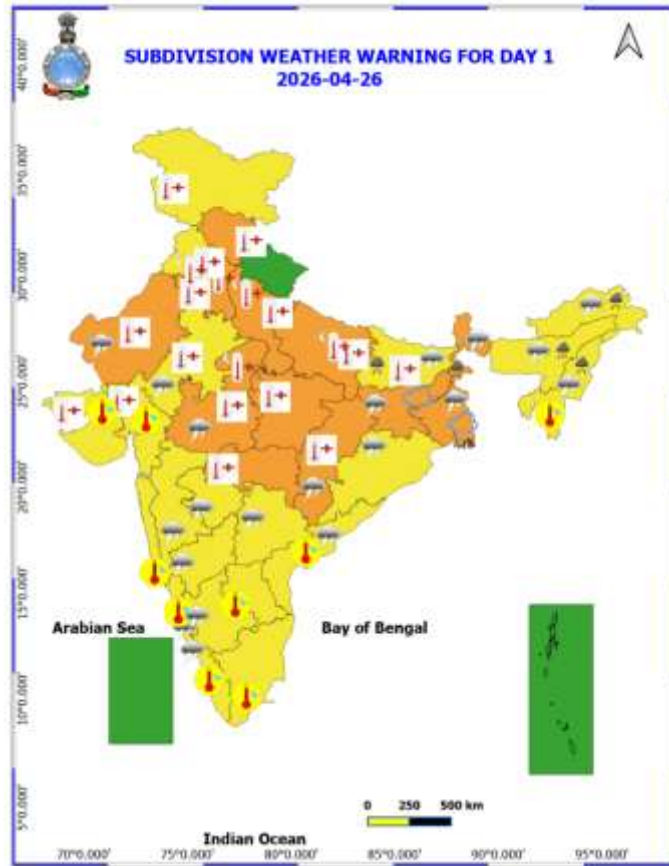 SUBDIVISION WEATHER WARNING FOR DAY 1
2026-04-26
40°0.000'
35°0.000'
30°0.000'
25°0.000'
20°0.000'
15°0.000'
10°0.000'
5°0.000'
Arabian Sea
Bay of Bengal
0 250 500 km
Indian Ocean
70°0.000' 75°0.000' 80°0.000' 85°0.000' 90°0.000' 95°0.000'